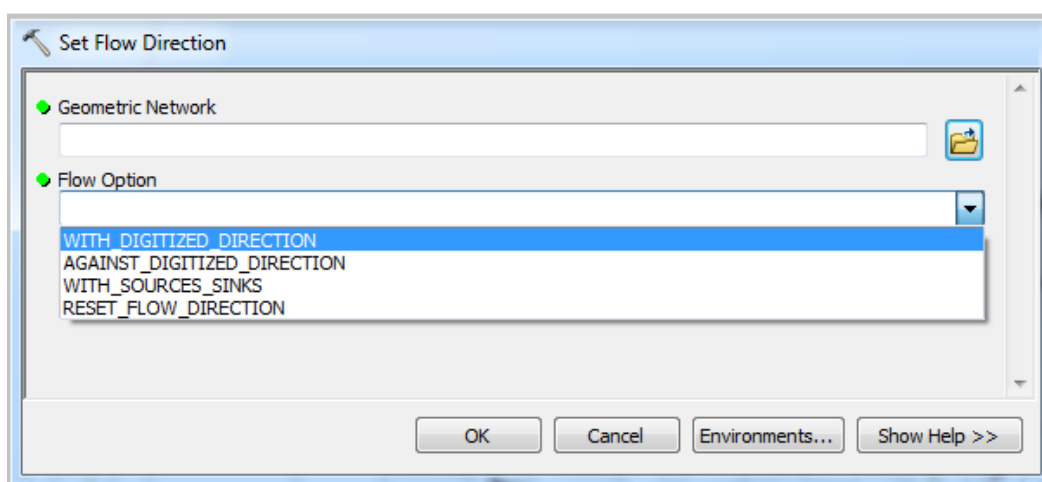 Set Flow Direction
Geometric Network
Flow Option
WITH_DIGITIZED_DIRECTION
AGAINST_DIGITIZED_DIRECTION
WITH_SOURCES_SINKS
RESET_FLOW_DIRECTION
OK Cancel Environments... Show Help >>